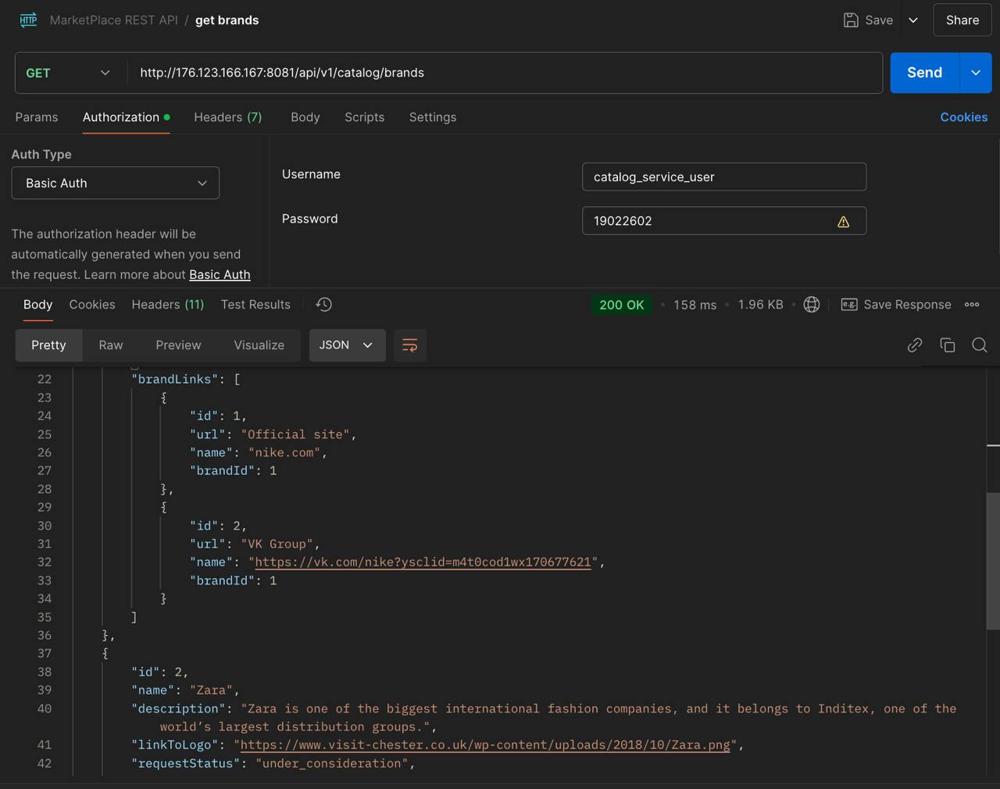 HTTP MarketPlace REST API / get brands Save Share
GET http://176.123.166.167:8081/api/v1/catalog/brands Send
Params Authorization Headers (7) Body Scripts Settings Cookies
Auth Type
Basic Auth
The authorization header will be
automatically generated when you send
the request. Learn more about Basic Auth
Username catalog_service_user
Password 19022602
Body Cookies Headers (11) Test Results 200 OK • 158 ms • 1.96 KB • e.g. Save Response
Pretty Raw Preview Visualize JSON
22 "brandLinks": [
23 {
24 "id": 1,
25 "url": "Official site",
26 "name": "nike.com",
27 "brandId": 1
28 },
29 {
30 "id": 2,
31 "url": "VK Group",
32 "name": "https://vk.com/nike?ysclid=m4t0cod1wx170677621",
33 "brandId": 1
34 }
35 ]
36 },
37 {
38 "id": 2,
39 "name": "Zara",
40 "description": "Zara is one of the biggest international fashion companies, and it belongs to Inditex, one of the
world’s largest distribution groups.",
41 "linkToLogo": "https://www.visit-chester.co.uk/wp-content/uploads/2018/10/Zara.png",
42 "requestStatus": "under_consideration",